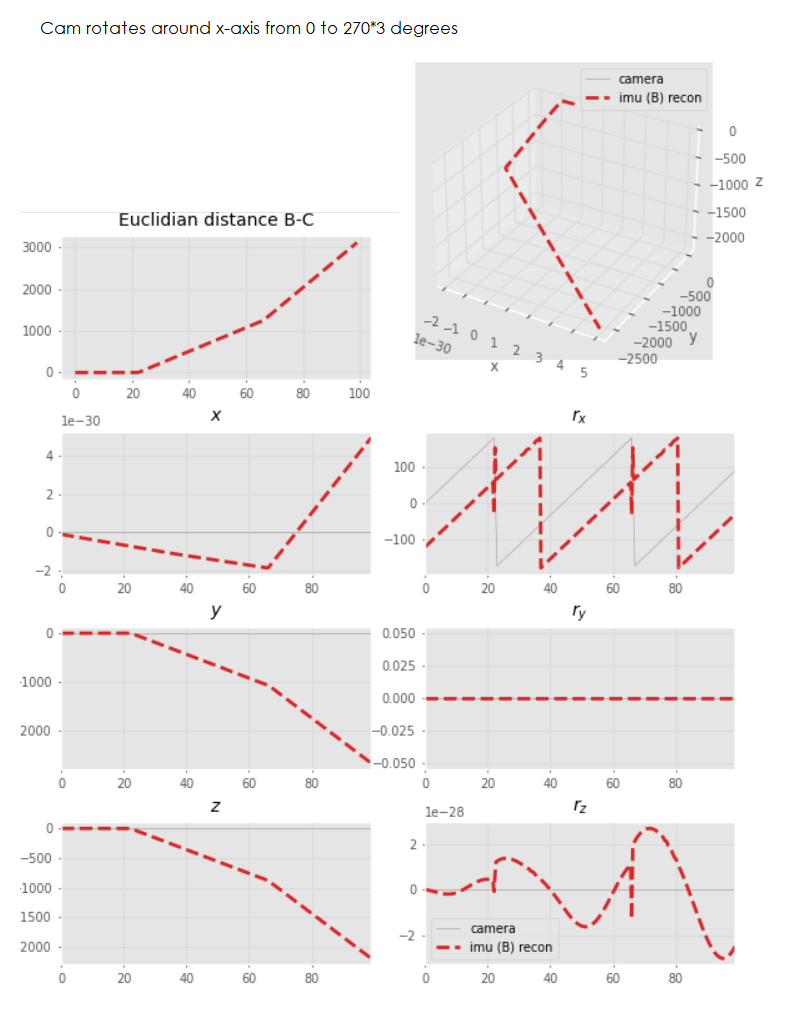 Cam rotates around x-axis from 0 to 270*3 degrees
camera
imu (B) recon
0
−500
−1000
−1500
−2000
z
0
−500
−1000
−1500
−2000
−2500
y
−2
−1
0
1
2
3
4
5
1e−30
x
Euclidian distance B-C
3000
2000
1000
0
0 20 40 60 80 100
x
1e−30
4
2
0
−2
0 20 40 60 80
rx
100
0
−100
0 20 40 60 80
y
0
1000
2000
0 20 40 60 80
ry
0.050
0.025
0.000
−0.025
−0.050
0 20 40 60 80
z
0
−500
1000
1500
2000
0 20 40 60 80
rz
1e−28
2
0
−2
camera
imu (B) recon
0 20 40 60 80